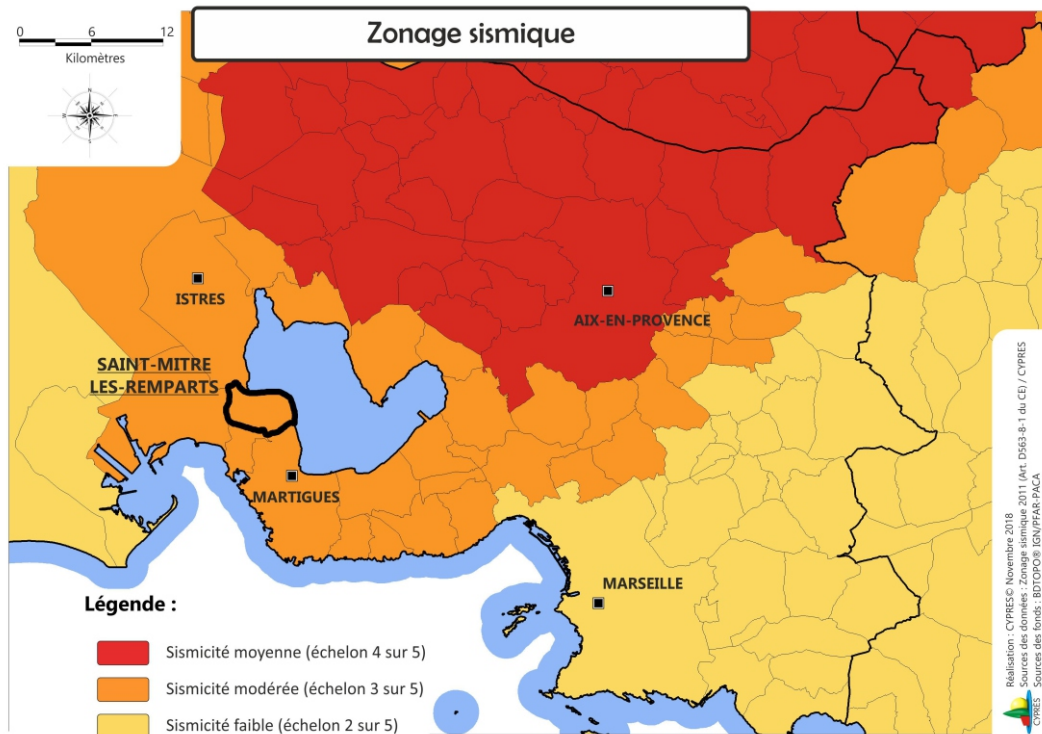 Zonage sismique
0 6 12
Kilomètres
N
E
S
W
ISTRES
AIX-EN-PROVENCE
SAINT-MITRE
LES-REMPARTS
MARTIGUES
MARSEILLE
Légende :
Sismicité moyenne (échelon 4 sur 5)
Sismicité modérée (échelon 3 sur 5)
Sismicité faible (échelon 2 sur 5)
Réalisation : CYPRES© Novembre 2018
Sources des données : Zonage sismique 2011 (Art. D563-8-1 du CE) / CYPRES
Sources des fonds : BDTOPO® IGN/PFAR-PACA
CYPRÈS